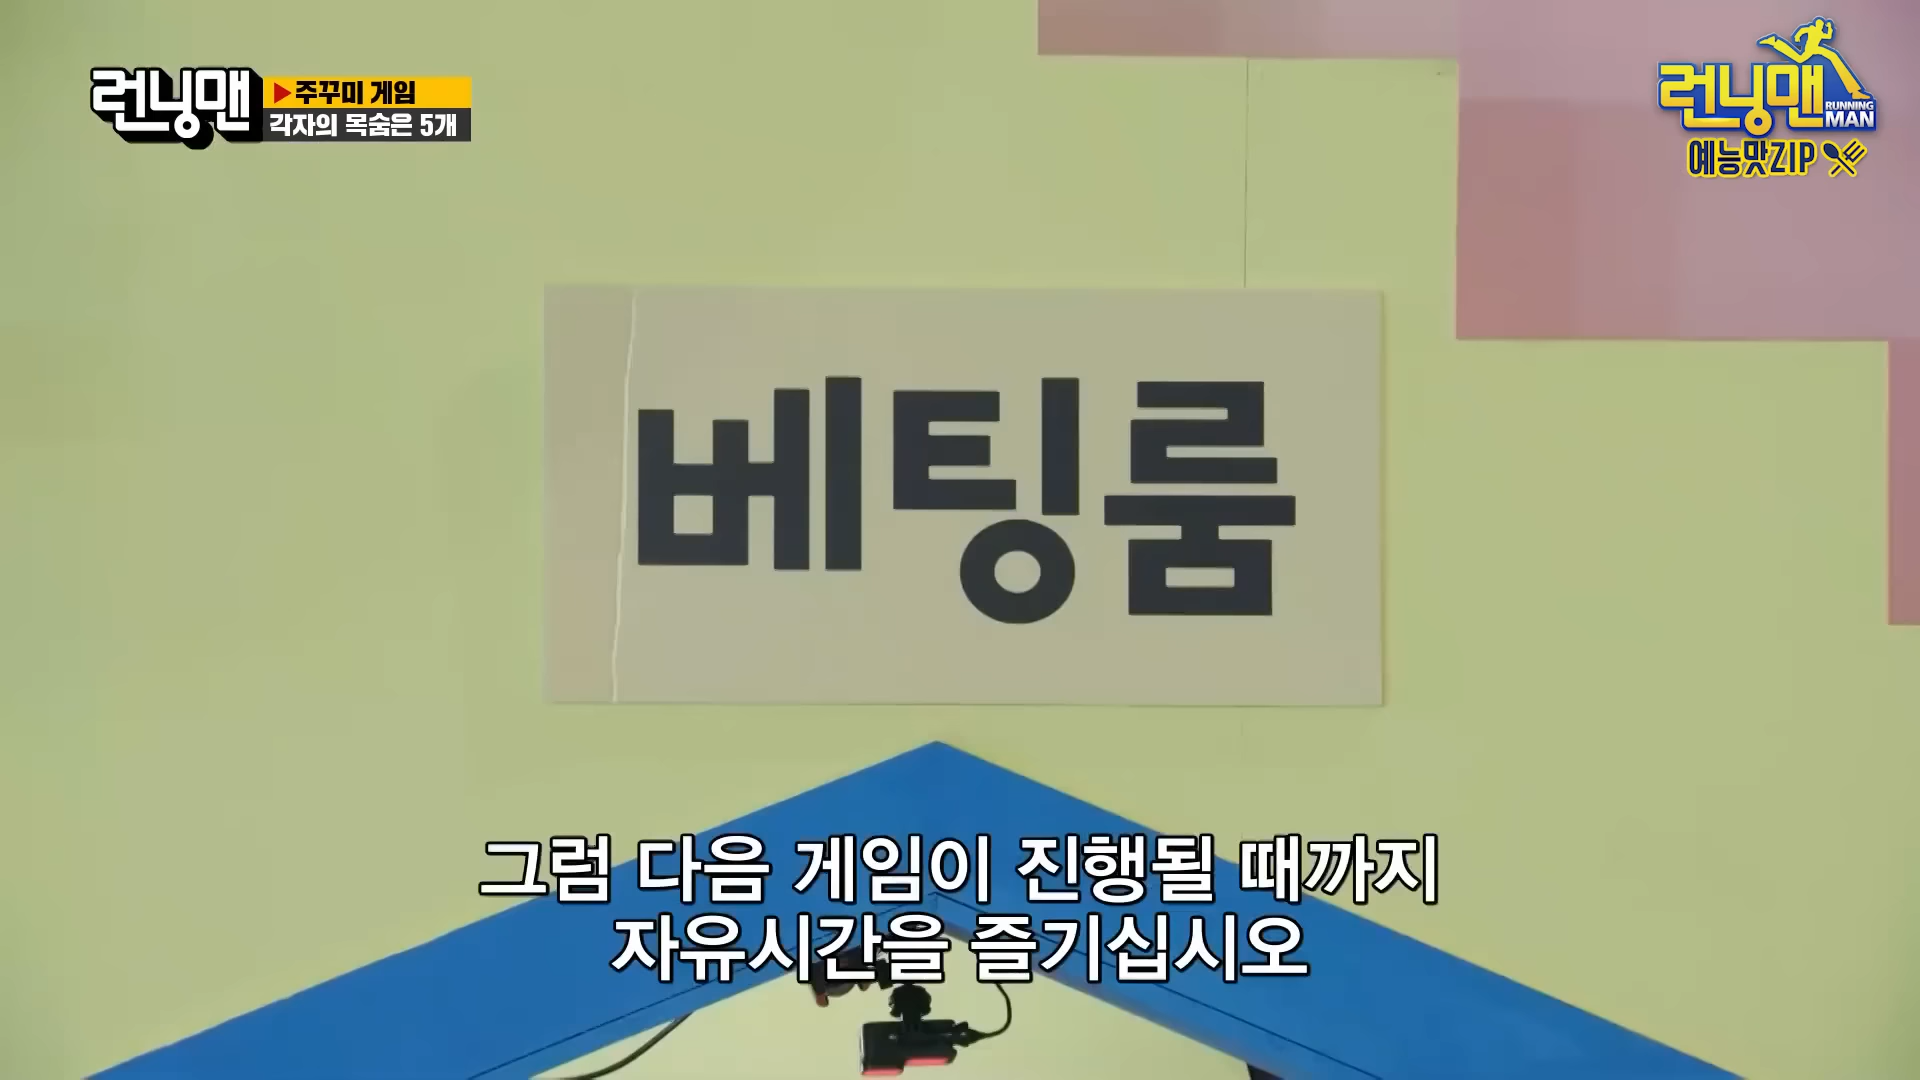 런닝맨
▶주꾸미 게임
각자의 목숨은 5개
런닝맨
RUNNING MAN
예능맛ZIP
베팅룸
그럼 다음 게임이 진행될 때까지
자유시간을 즐기십시오